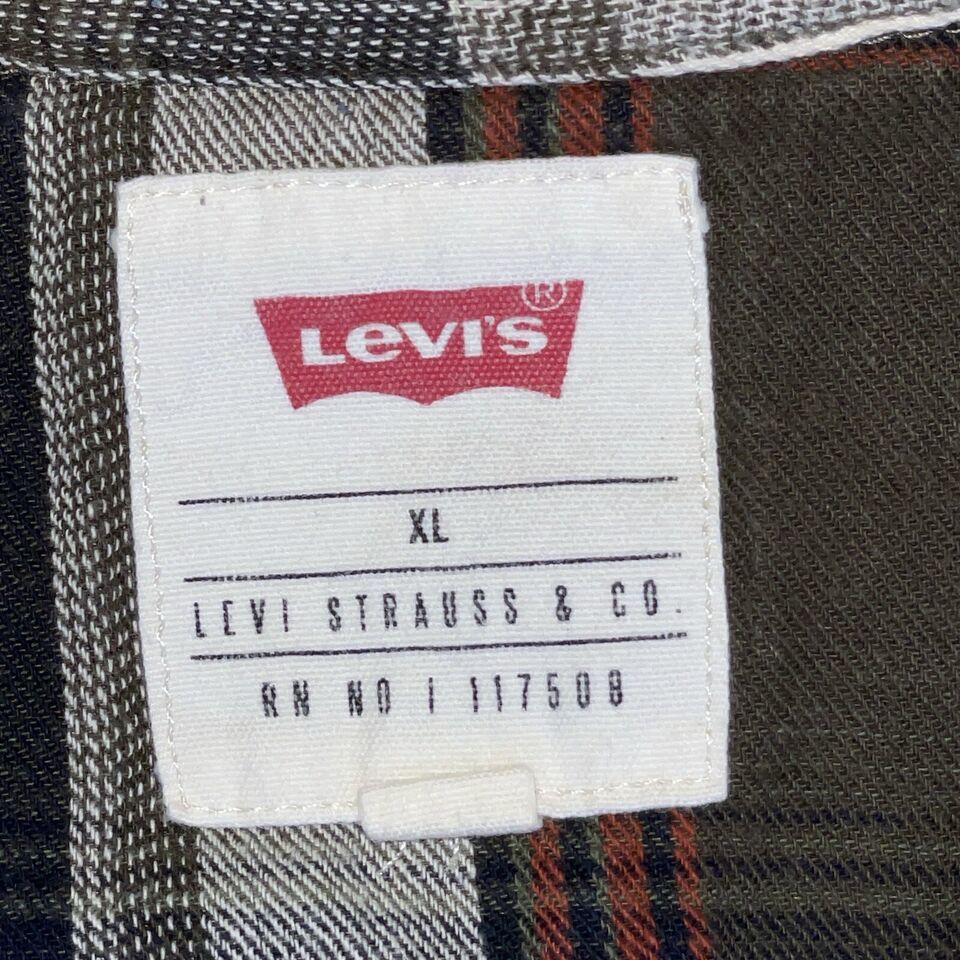 Levi's®
XL
LEVI STRAUSS & CO.
RN NO | 117508